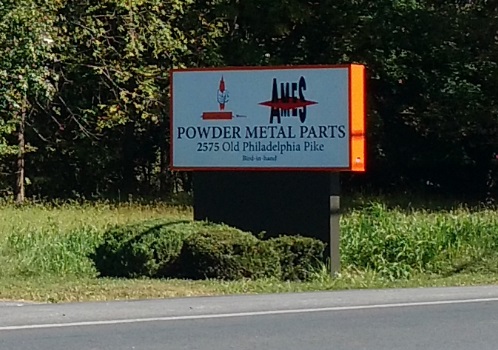 AMES
POWDER METAL PARTS
2575 Old Philadelphia Pike
Bird-in-hand